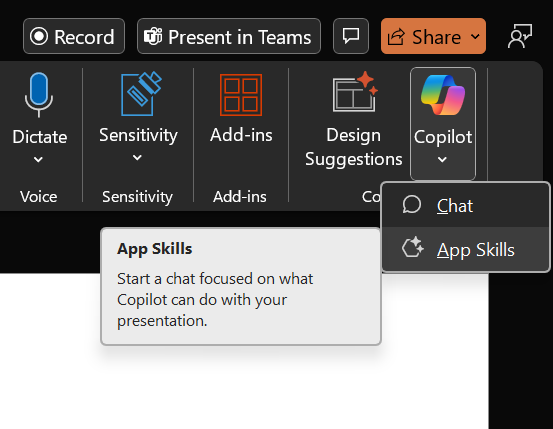 Record
Present in Teams
Share
Dictate
Sensitivity
Add-ins
Design
Suggestions
Copilot
Voice
Sensitivity
Add-ins
Co
Chat
App Skills
App Skills
Start a chat focused on what
Copilot can do with your
presentation.